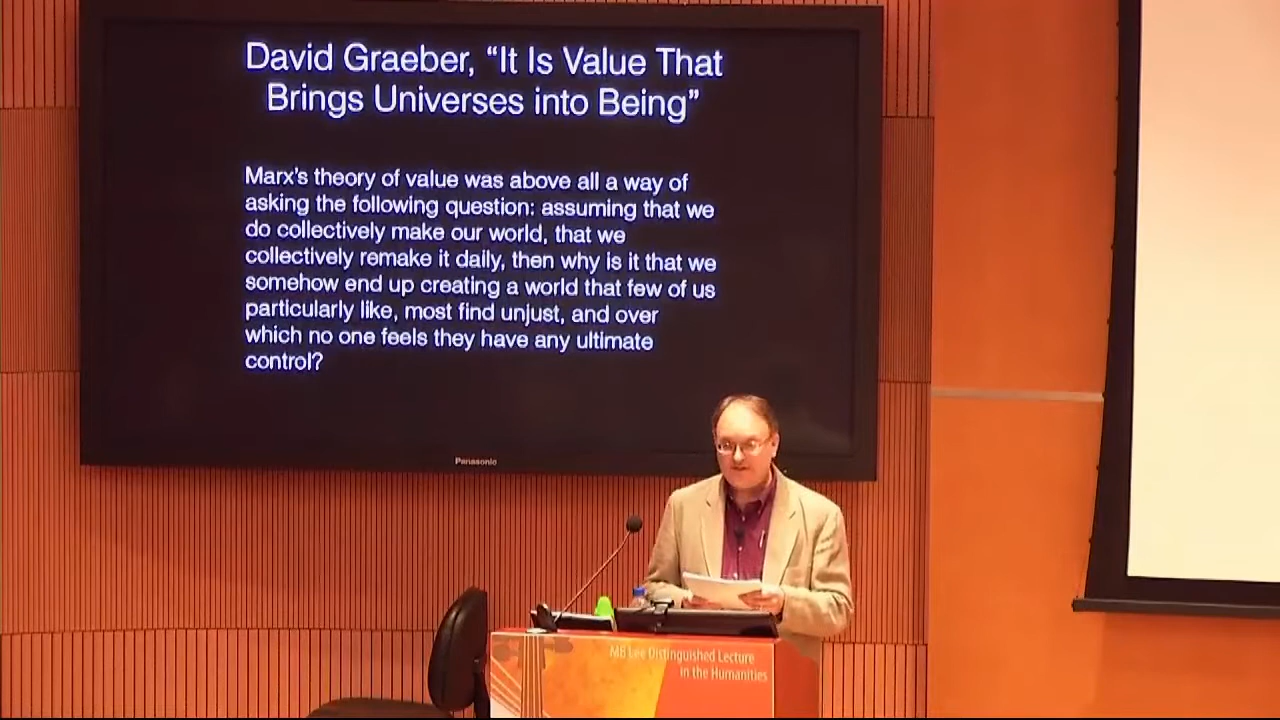 David Graeber, “It Is Value That
Brings Universes into Being”
Marx’s theory of value was above all a way of
asking the following question: assuming that we
do collectively make our world, that we
collectively remake it daily, then why is it that we
somehow end up creating a world that few of us
particularly like, most find unjust, and over
which no one feels they have any ultimate
control?
Panasonic
MB Lee Distinguished Lecture
in the Humanities